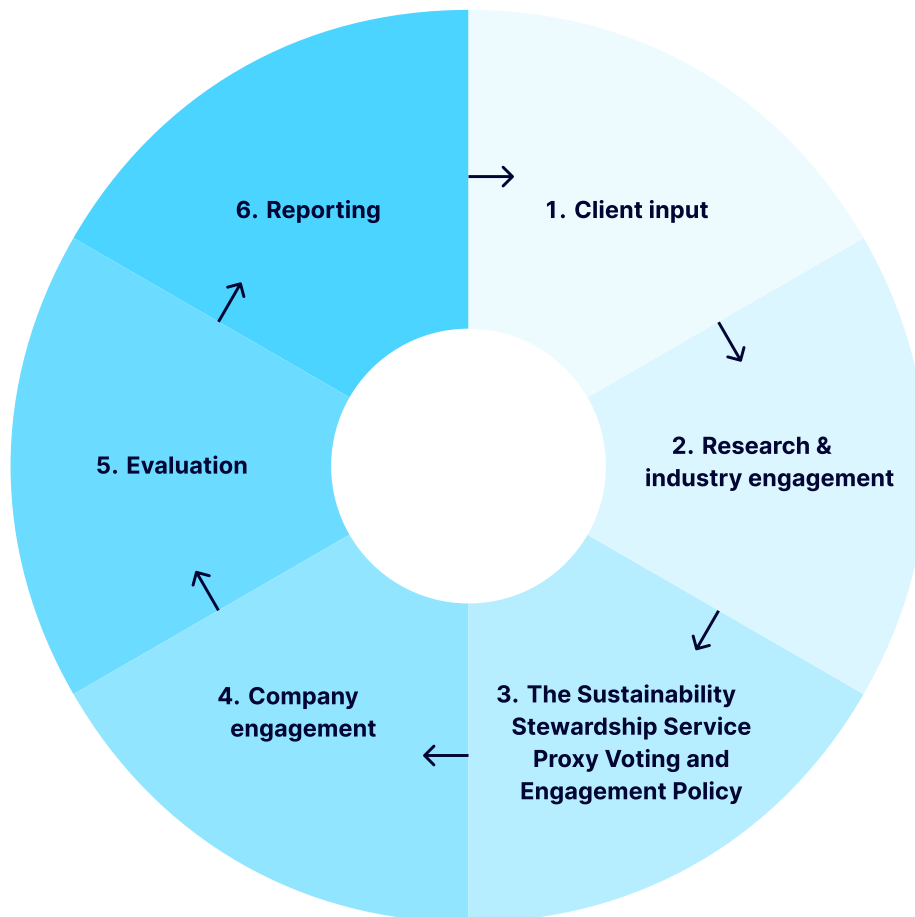 1. Client input
2. Research &
industry engagement
3. The Sustainability
Stewardship Service
Proxy Voting and
Engagement Policy
4. Company
engagement
5. Evaluation
6. Reporting